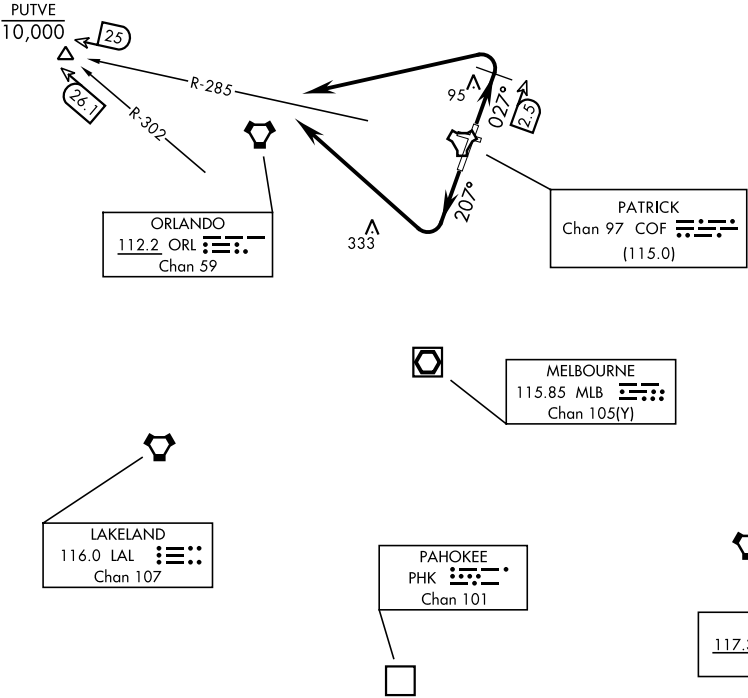 PUTVE
10,000
25
26.1
R-285
R-302
95
027°
2.5
207°
333
ORLANDO
112.2 ORL
Chan 59
PATRICK
Chan 97 COF
(115.0)
MELBOURNE
115.85 MLB
Chan 105(Y)
LAKELAND
116.0 LAL
Chan 107
PAHOKEE
PHK
Chan 101